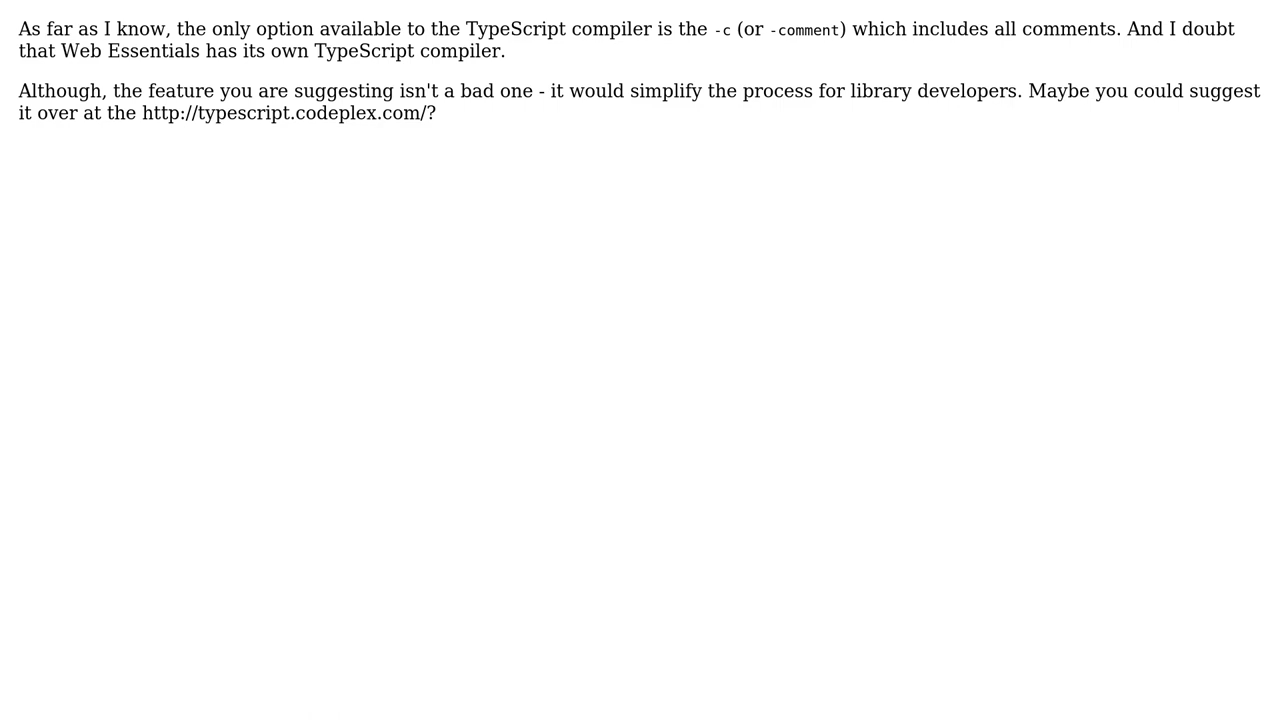 As far as I know, the only option available to the TypeScript compiler is the -c (or -comment) which includes all comments. And I doubt
that Web Essentials has its own TypeScript compiler.
Although, the feature you are suggesting isn't a bad one - it would simplify the process for library developers. Maybe you could suggest
it over at the http://typescript.codeplex.com/?